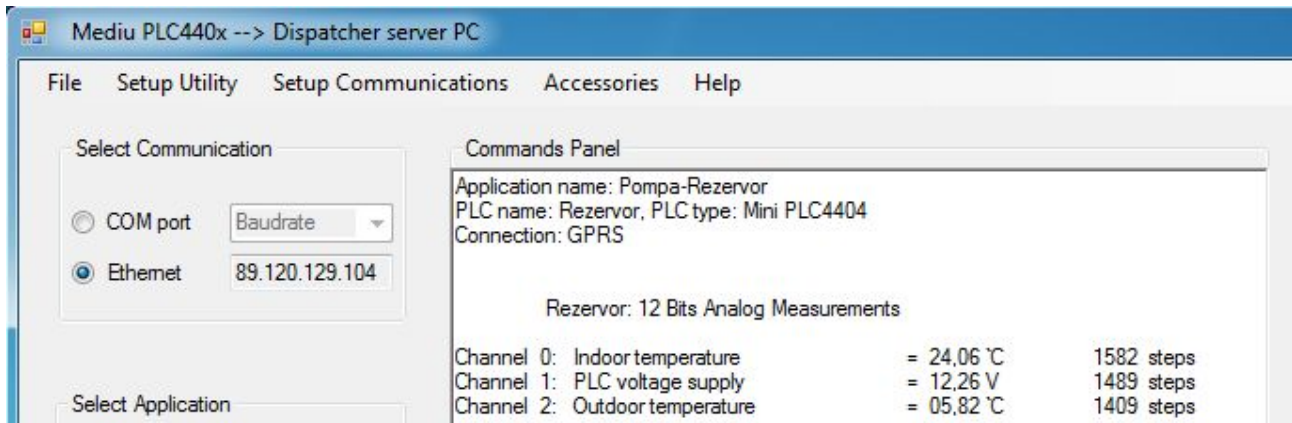 Mediu PLC440x --> Dispatcher server PC
File Setup Utility Setup Communications Accessories Help
Select Communication
COM port Baudrate
Ethernet 89.120.129.104
Select Application
Commands Panel
Application name: Pompa-Rezervor
PLC name: Rezervor, PLC type: Mini PLC4404
Connection: GPRS
Rezervor: 12 Bits Analog Measurements
Channel 0: Indoor temperature = 24,06 `C 1582 steps
Channel 1: PLC voltage supply = 12,26 V 1489 steps
Channel 2: Outdoor temperature = 05,82 `C 1409 steps